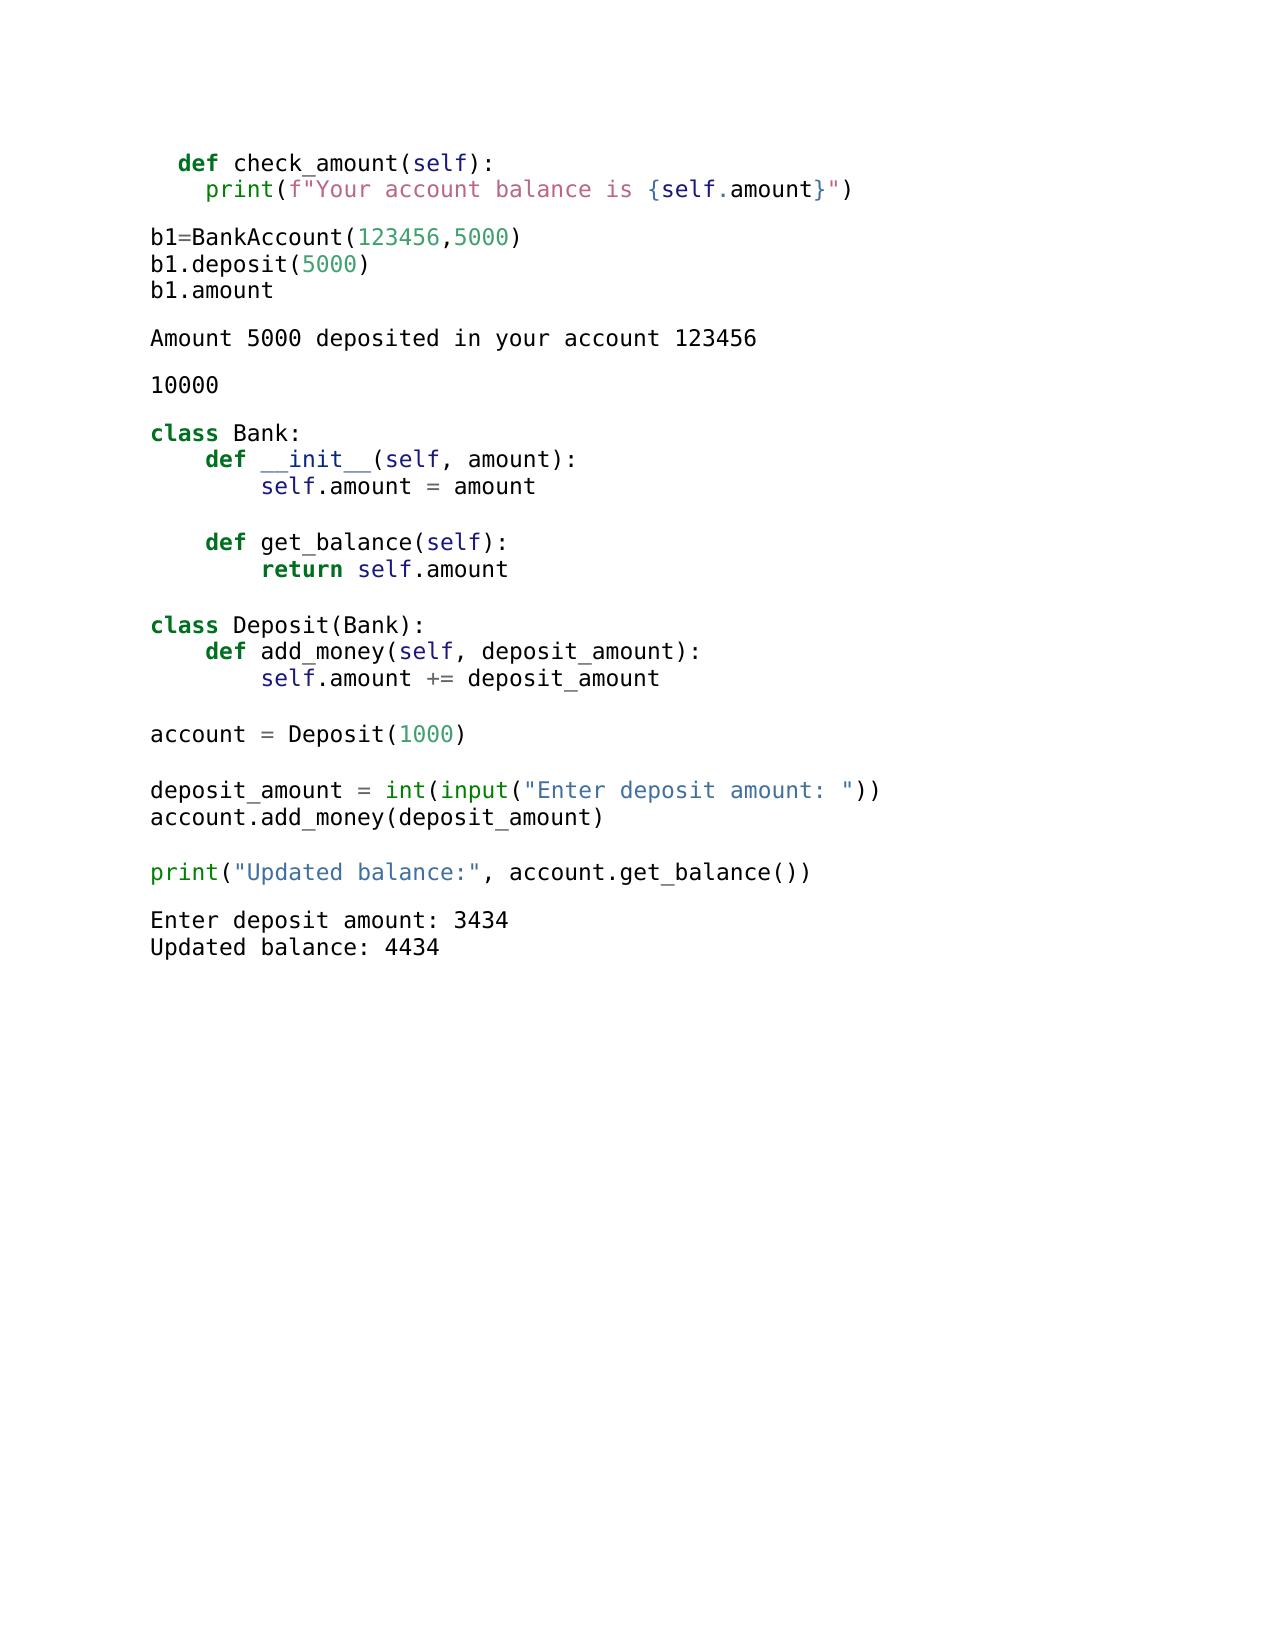 def check_amount(self):
    print(f"Your account balance is {self.amount}")
b1=BankAccount(123456,5000)
b1.deposit(5000)
b1.amount
Amount 5000 deposited in your account 123456
10000
class Bank:
    def __init__(self, amount):
        self.amount = amount
    def get_balance(self):
        return self.amount
class Deposit(Bank):
    def add_money(self, deposit_amount):
        self.amount += deposit_amount
account = Deposit(1000)
deposit_amount = int(input("Enter deposit amount: "))
account.add_money(deposit_amount)
print("Updated balance:", account.get_balance())
Enter deposit amount: 3434
Updated balance: 4434